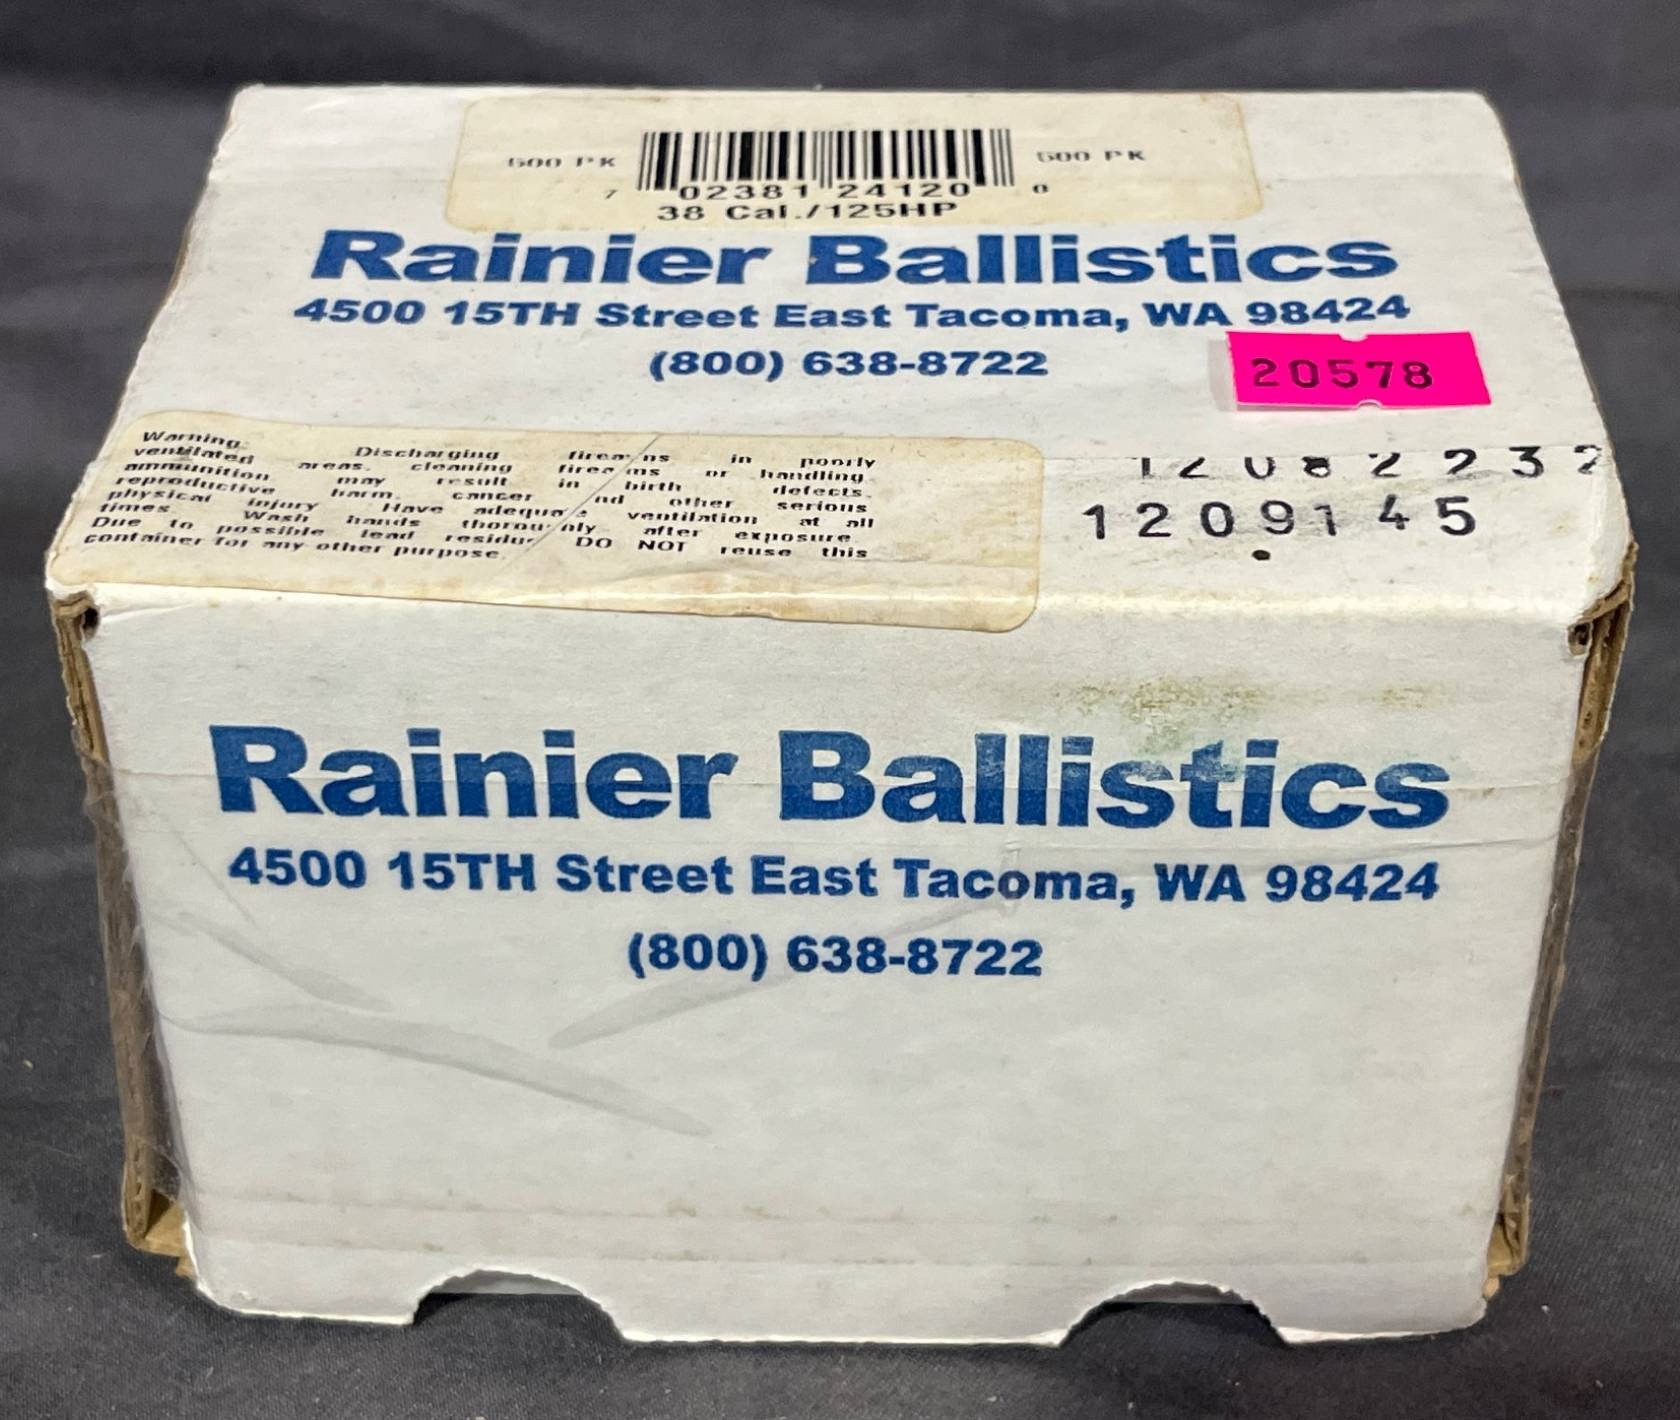 500 PK 500 PK
7 02381 24120 0
38 Cal./125HP
Rainier Ballistics
4500 15TH Street East Tacoma, WA 98424
(800) 638-8722
20578
Warning: Discharging firearms in poorly
ventilated areas, cleaning firearms or handling
ammunition may result in birth defects,
reproductive harm, cancer and other serious
physical injury. Have adequate ventilation at all
times. Wash hands thoroughly after exposure.
Due to possible lead residue DO NOT reuse this
container for any other purpose.
12082232
1209145
Rainier Ballistics
4500 15TH Street East Tacoma, WA 98424
(800) 638-8722